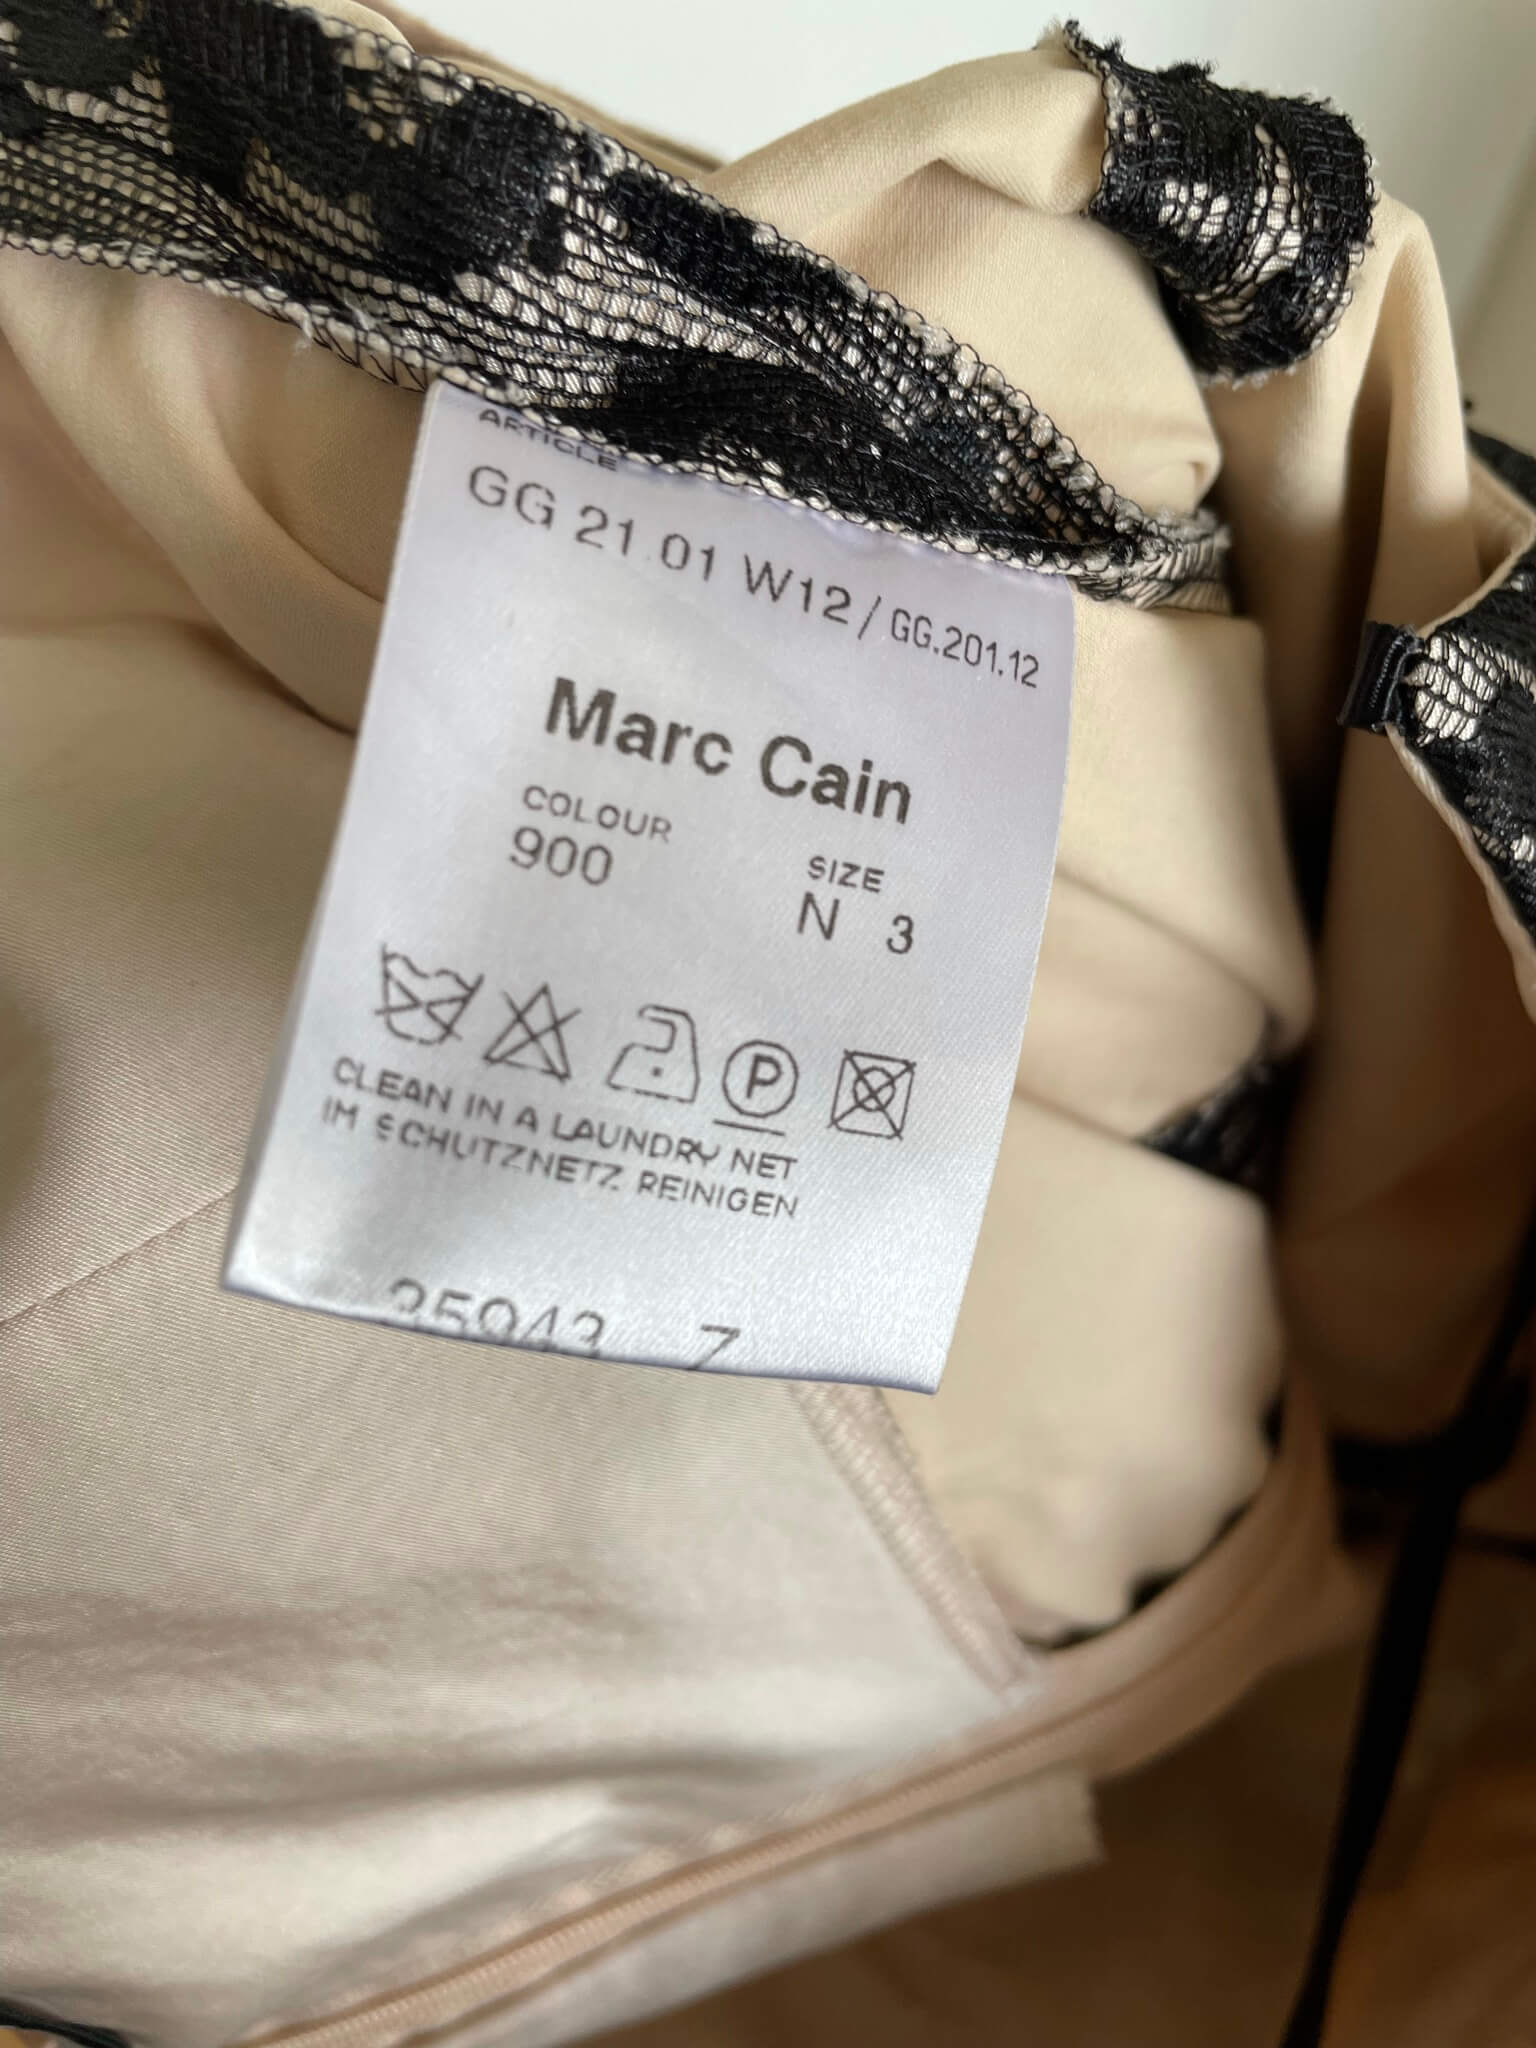 ARTICLE
GG 21.01 W12 / GG.201.12
Marc Cain
COLOUR
900
SIZE
N 3
P
CLEAN IN A LAUNDRY NET
IM SCHUTZNETZ REINIGEN